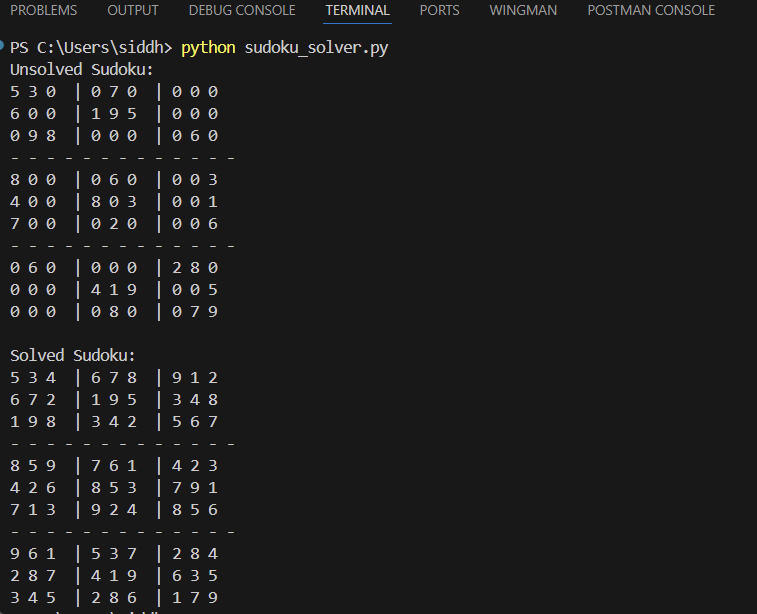 PROBLEMS OUTPUT DEBUG CONSOLE TERMINAL PORTS WINGMAN POSTMAN CONSOLE
PS C:\Users\siddh> python sudoku_solver.py
Unsolved Sudoku:
5 3 0 | 0 7 0 | 0 0 0
6 0 0 | 1 9 5 | 0 0 0
0 9 8 | 0 0 0 | 0 6 0
- - - - - - - - - - - - -
8 0 0 | 0 6 0 | 0 0 3
4 0 0 | 8 0 3 | 0 0 1
7 0 0 | 0 2 0 | 0 0 6
- - - - - - - - - - - - -
0 6 0 | 0 0 0 | 2 8 0
0 0 0 | 4 1 9 | 0 0 5
0 0 0 | 0 8 0 | 0 7 9
Solved Sudoku:
5 3 4 | 6 7 8 | 9 1 2
6 7 2 | 1 9 5 | 3 4 8
1 9 8 | 3 4 2 | 5 6 7
- - - - - - - - - - - - -
8 5 9 | 7 6 1 | 4 2 3
4 2 6 | 8 5 3 | 7 9 1
7 1 3 | 9 2 4 | 8 5 6
- - - - - - - - - - - - -
9 6 1 | 5 3 7 | 2 8 4
2 8 7 | 4 1 9 | 6 3 5
3 4 5 | 2 8 6 | 1 7 9